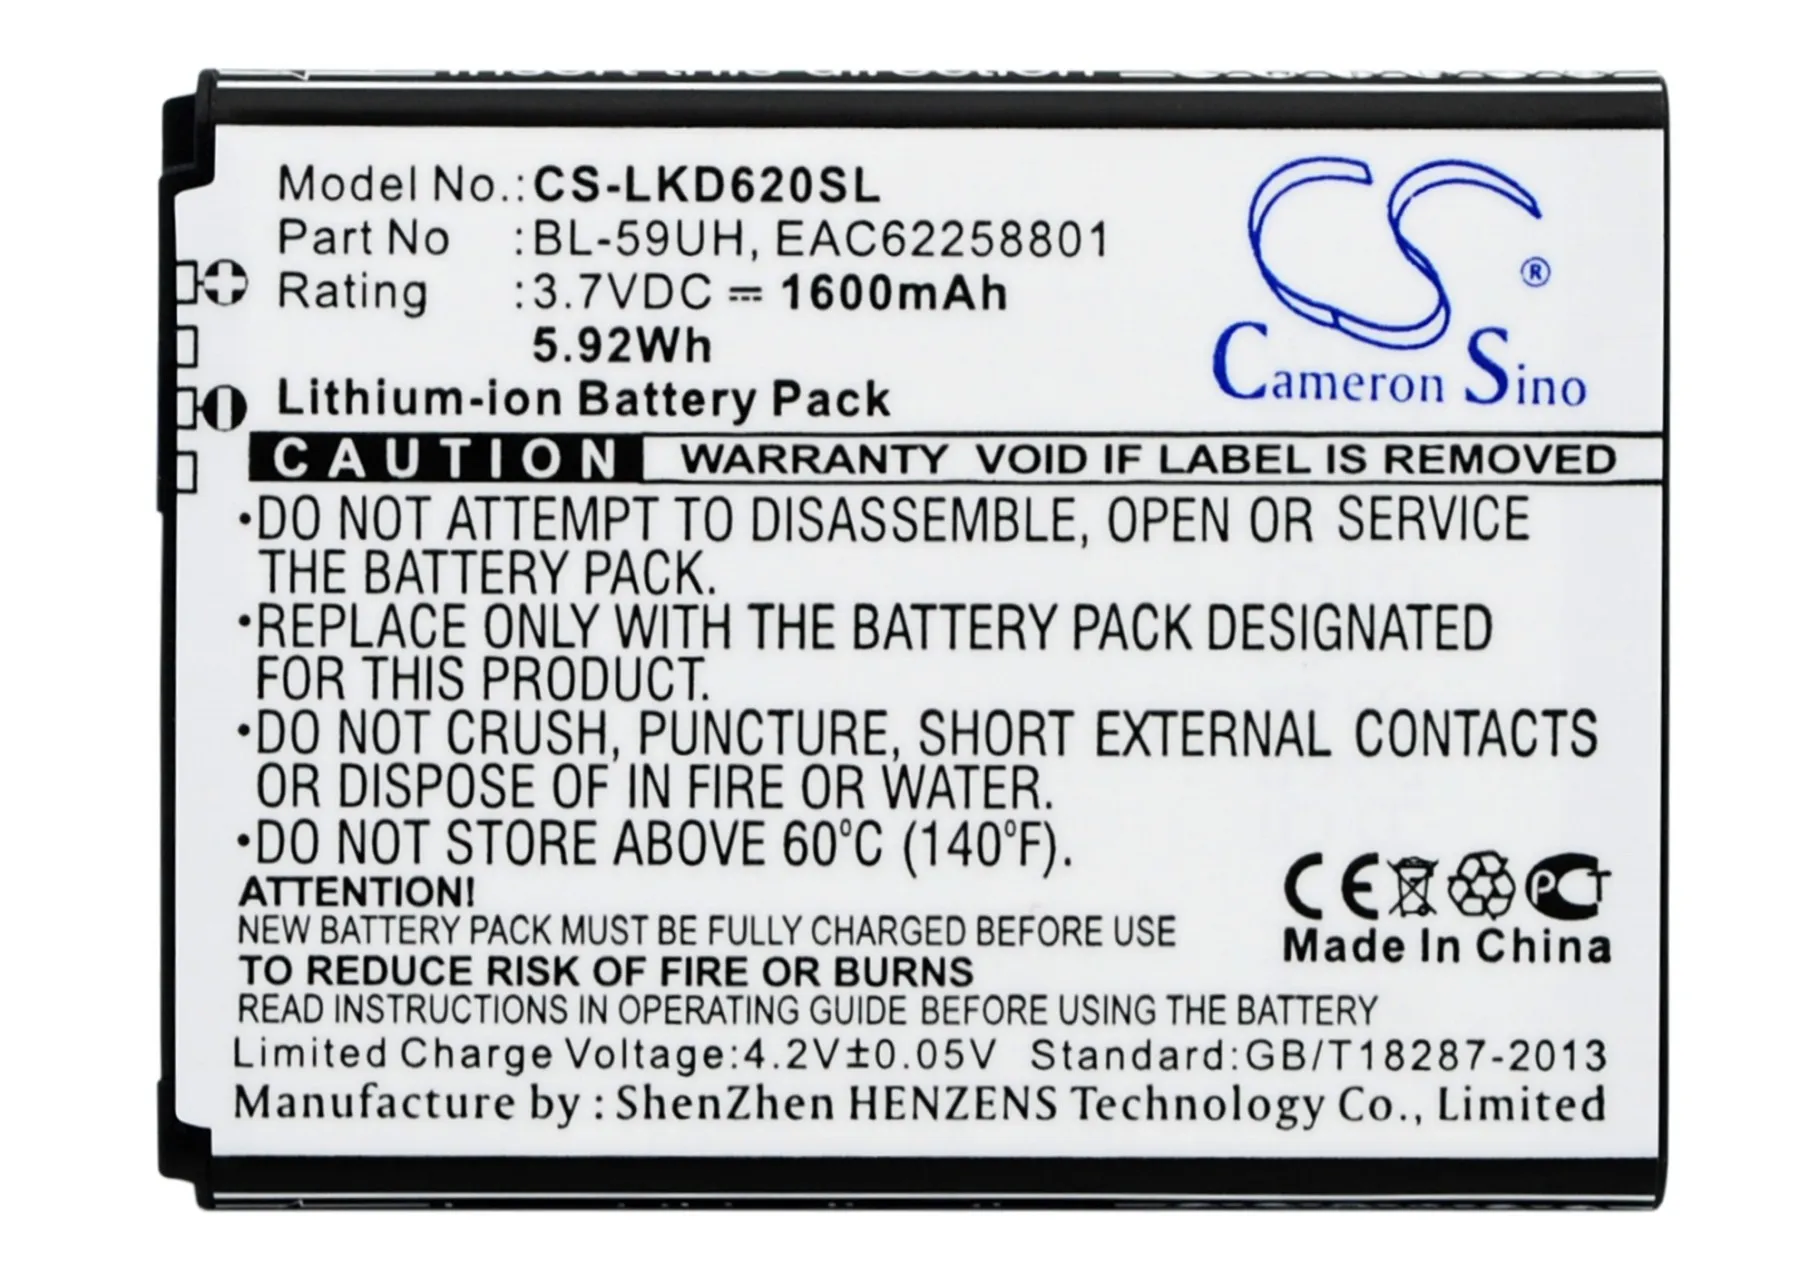 Insert this direction
Model No.: CS-LKD620SL
Part No : BL-59UH, EAC62258801
Rating : 3.7VDC ⎓ 1600mAh
5.92Wh
Lithium-ion Battery Pack
CS
®
Cameron Sino
CAUTION WARRANTY VOID IF LABEL IS REMOVED
•DO NOT ATTEMPT TO DISASSEMBLE, OPEN OR SERVICE
THE BATTERY PACK.
•REPLACE ONLY WITH THE BATTERY PACK DESIGNATED
FOR THIS PRODUCT.
•DO NOT CRUSH, PUNCTURE, SHORT EXTERNAL CONTACTS
OR DISPOSE OF IN FIRE OR WATER.
•DO NOT STORE ABOVE 60°C (140°F).
ATTENTION!
NEW BATTERY PACK MUST BE FULLY CHARGED BEFORE USE
TO REDUCE RISK OF FIRE OR BURNS
READ INSTRUCTIONS IN OPERATING GUIDE BEFORE USING THE BATTERY
CE PCT
Made In China
Limited Charge Voltage:4.2V±0.05V Standard:GB/T18287-2013
Manufacture by : ShenZhen HENZENS Technology Co., Limited